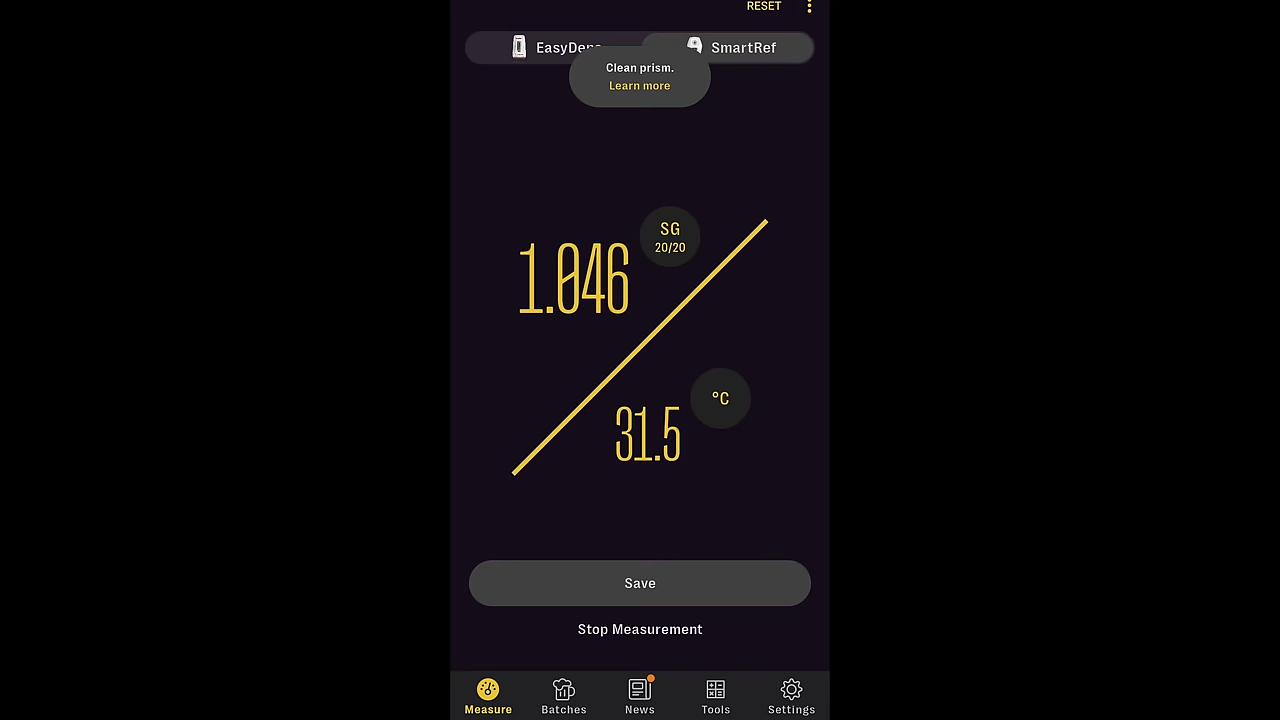 RESET
EasyDens
SmartRef
Clean prism.
Learn more
SG
20/20
1.046
°C
31.5
Save
Stop Measurement
Measure
Batches
News
Tools
Settings